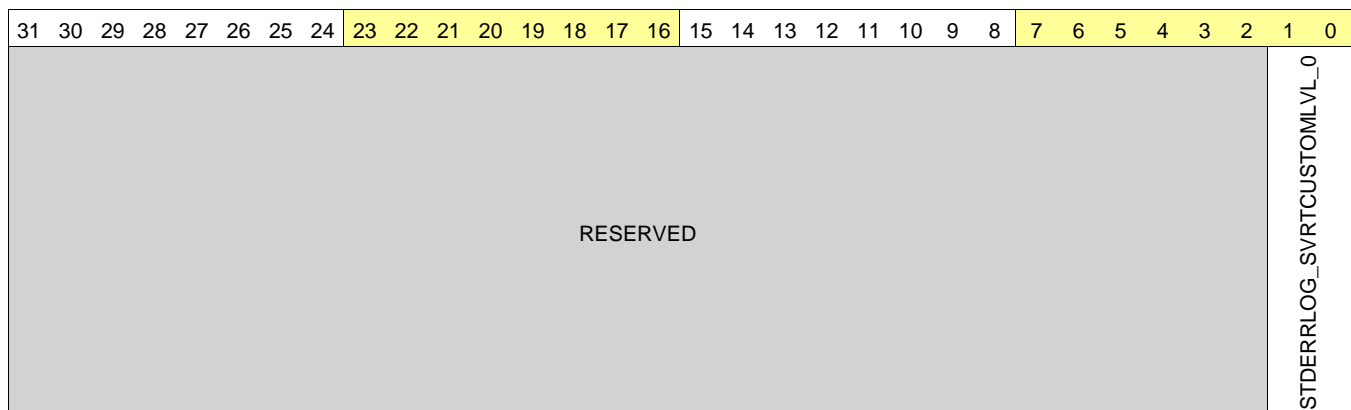 31 30 29 28 27 26 25 24 23 22 21 20 19 18 17 16 15 14 13 12 11 10 9 8 7 6 5 4 3 2 1 0
RESERVED
STDERRLOG_SVRTCUSTOMLVL_0